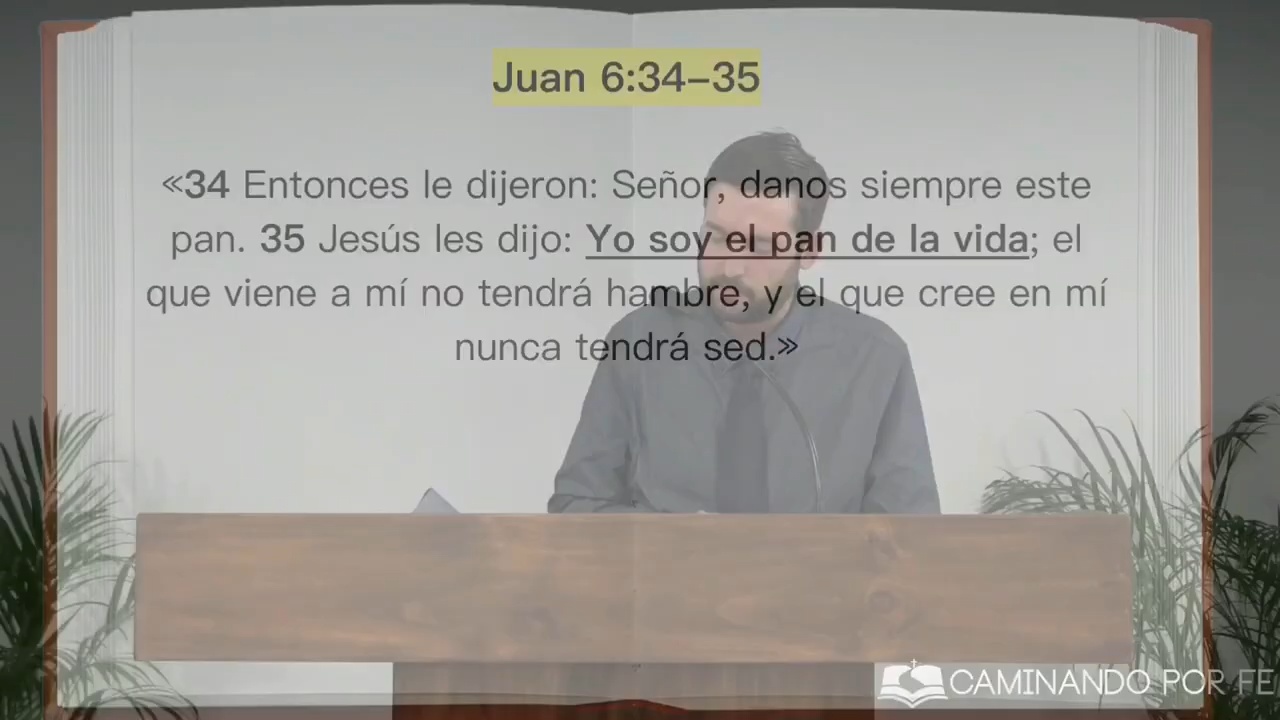 Juan 6:34–35
«34 Entonces le dijeron: Señor, danos siempre este
pan. 35 Jesús les dijo: Yo soy el pan de la vida; el
que viene a mí no tendrá hambre, y el que cree en mí
nunca tendrá sed.»
CAMINANDO POR FE